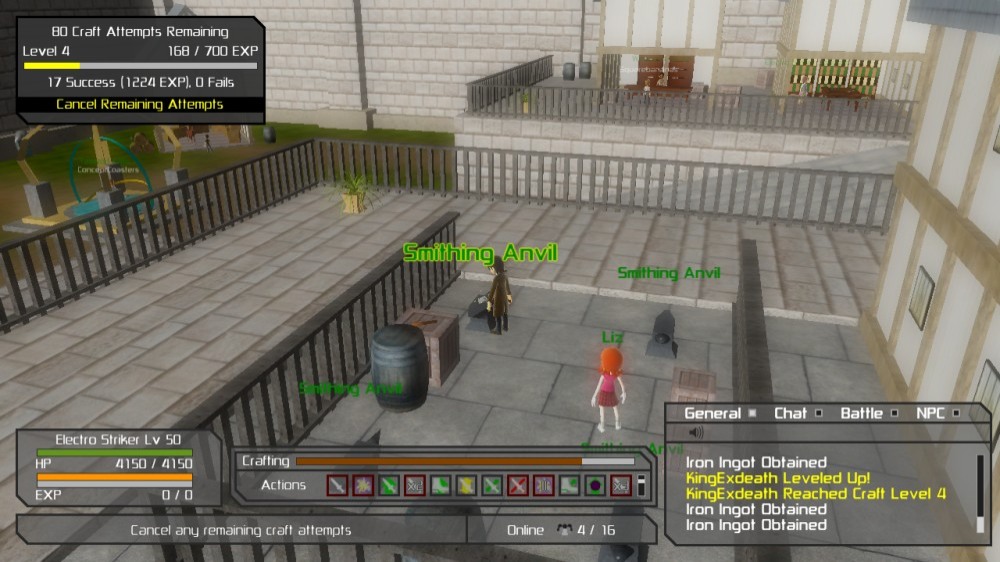 80 Craft Attempts Remaining
Level 4 168 / 700 EXP
17 Success (1224 EXP), 0 Fails
Cancel Remaining Attempts
ConceptCoasters
Smithing Anvil
Smithing Anvil
Liz
Smithing Anvil
Smithing Anvil
General Chat Battle NPC
Iron Ingot Obtained
KingExdeath Leveled Up!
KingExdeath Reached Craft Level 4
Iron Ingot Obtained
Iron Ingot Obtained
Electro Striker Lv 50
HP 4150 / 4150
EXP 0 / 0
Crafting
Actions
Cancel any remaining craft attempts
Online 4 / 16